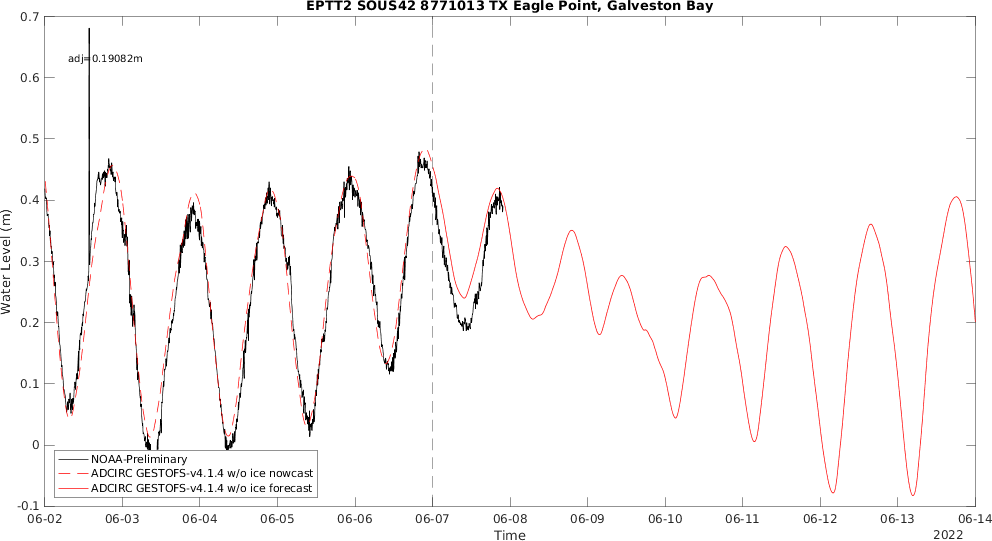 EPTT2 SOUS42 8771013 TX Eagle Point, Galveston Bay
0.7
adj=0.19082m
0.6
0.5
0.4
0.3
0.2
0.1
0
-0.1
Water Level (m)
NOAA-Preliminary
ADCIRC GESTOFS-v4.1.4 w/o ice nowcast
ADCIRC GESTOFS-v4.1.4 w/o ice forecast
06-02 06-03 06-04 06-05 06-06 06-07 06-08 06-09 06-10 06-11 06-12 06-13 06-14
Time
2022